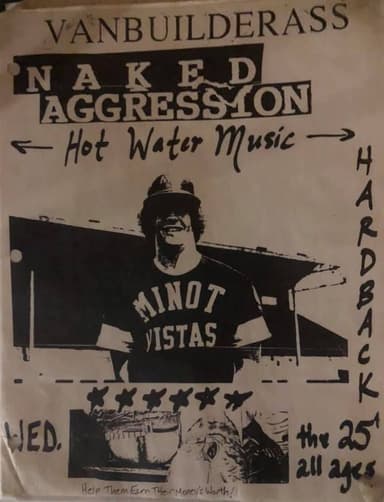 VANBUILDERASS
NAKED
AGGRESSION
Hot Water Music
HARDBACK
MINOT
VISTAS
WED.
the 25th
all ages
Help Them Earn Their Money's Worth!